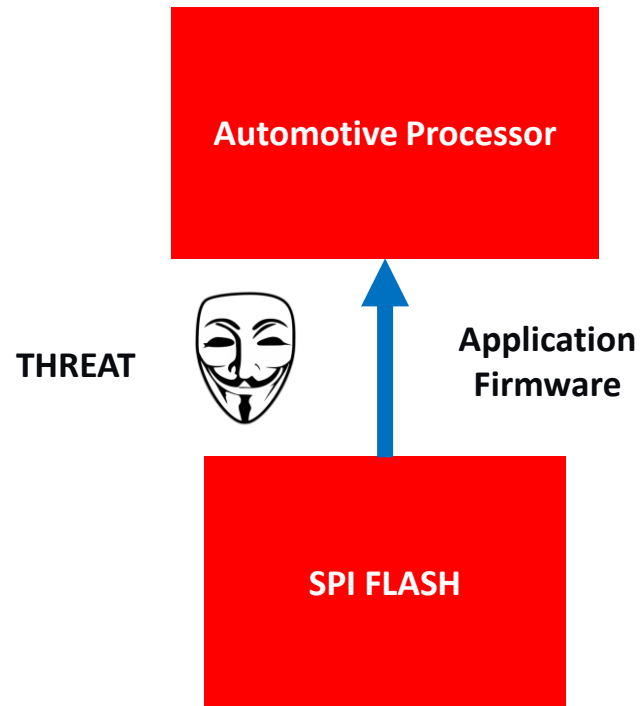 Automotive Processor
THREAT
Application
Firmware
SPI FLASH